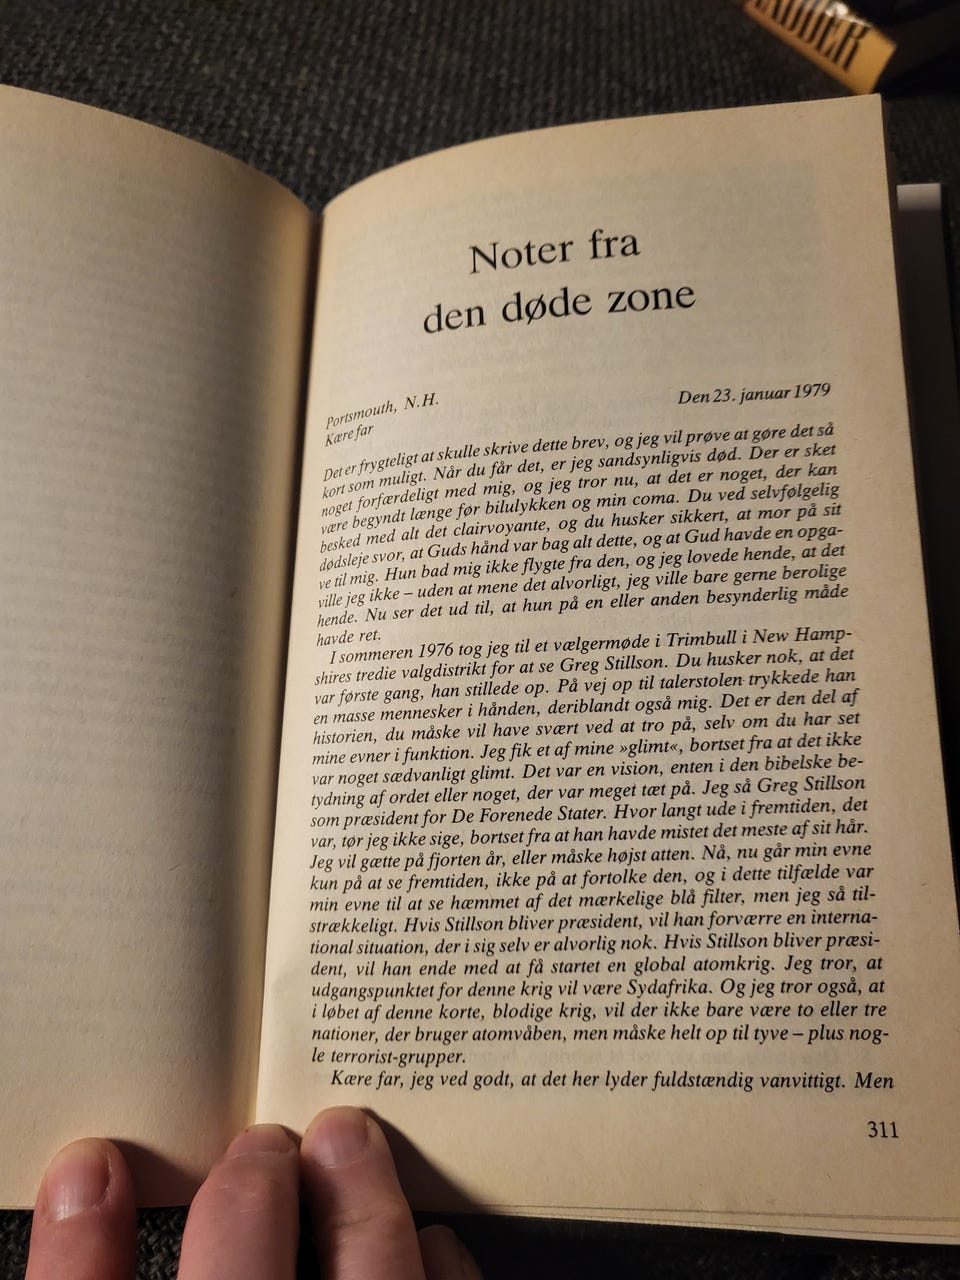 Noter fra
den døde zone
Portsmouth, N.H. Den 23. januar 1979
Kære far
Det er frygteligt at skulle skrive dette brev, og jeg vil prøve at gøre det så
kort som muligt. Når du får det, er jeg sandsynligvis død. Der er sket
noget forfærdeligt med mig, og jeg tror nu, at det er noget, der kan
være begyndt længe før bilulykken og min coma. Du ved selvfølgelig
besked med alt det clairvoyante, og du husker sikkert, at mor på sit
dødsleje svor, at Guds hånd var bag alt dette, og at Gud havde en opga-
ve til mig. Hun bad mig ikke flygte fra den, og jeg lovede hende, at det
ville jeg ikke – uden at mene det alvorligt, jeg ville bare gerne berolige
hende. Nu ser det ud til, at hun på en eller anden besynderlig måde
havde ret.
I sommeren 1976 tog jeg til et vælgermøde i Trimbull i New Hamp-
shires tredie valgdistrikt for at se Greg Stillson. Du husker nok, at det
var første gang, han stillede op. På vej op til talerstolen trykkede han
en masse mennesker i hånden, deriblandt også mig. Det er den del af
historien, du måske vil have svært ved at tro på, selv om du har set
mine evner i funktion. Jeg fik et af mine »glimt«, bortset fra at det ikke
var noget sædvanligt glimt. Det var en vision, enten i den bibelske be-
tydning af ordet eller noget, der var meget tæt på. Jeg så Greg Stillson
som præsident for De Forenede Stater. Hvor langt ude i fremtiden, det
var, tør jeg ikke sige, bortset fra at han havde mistet det meste af sit hår.
Jeg vil gætte på fjorten år, eller måske højst atten. Nå, nu går min evne
kun på at se fremtiden, ikke på at fortolke den, og i dette tilfælde var
min evne til at se hæmmet af det mærkelige blå filter, men jeg så til-
strækkeligt. Hvis Stillson bliver præsident, vil han forværre en interna-
tional situation, der i sig selv er alvorlig nok. Hvis Stillson bliver præsi-
dent, vil han ende med at få startet en global atomkrig. Jeg tror, at
udgangspunktet for denne krig vil være Sydafrika. Og jeg tror også, at
i løbet af denne korte, blodige krig, vil der ikke bare være to eller tre
nationer, der bruger atomvåben, men måske helt op til tyve – plus nog-
le terrorist-grupper.
Kære far, jeg ved godt, at det her lyder fuldstændig vanvittigt. Men
311